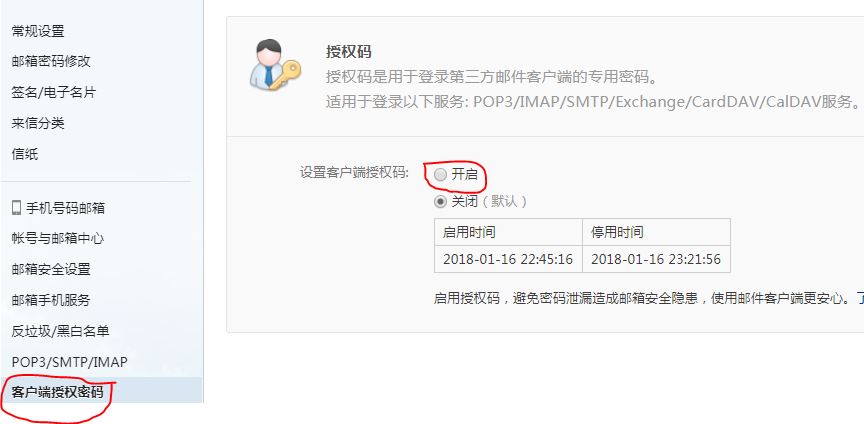 常规设置
邮箱密码修改
签名/电子名片
来信分类
信纸
手机号码邮箱
帐号与邮箱中心
邮箱安全设置
邮箱手机服务
反垃圾/黑白名单
POP3/SMTP/IMAP
客户端授权密码
授权码
授权码是用于登录第三方邮件客户端的专用密码。
适用于登录以下服务: POP3/IMAP/SMTP/Exchange/CardDAV/CalDAV服务。
设置客户端授权码: 开启
关闭(默认)
启用时间 停用时间
2018-01-16 22:45:16 2018-01-16 23:21:56
启用授权码，避免密码泄漏造成邮箱安全隐患，使用邮件客户端更安心。